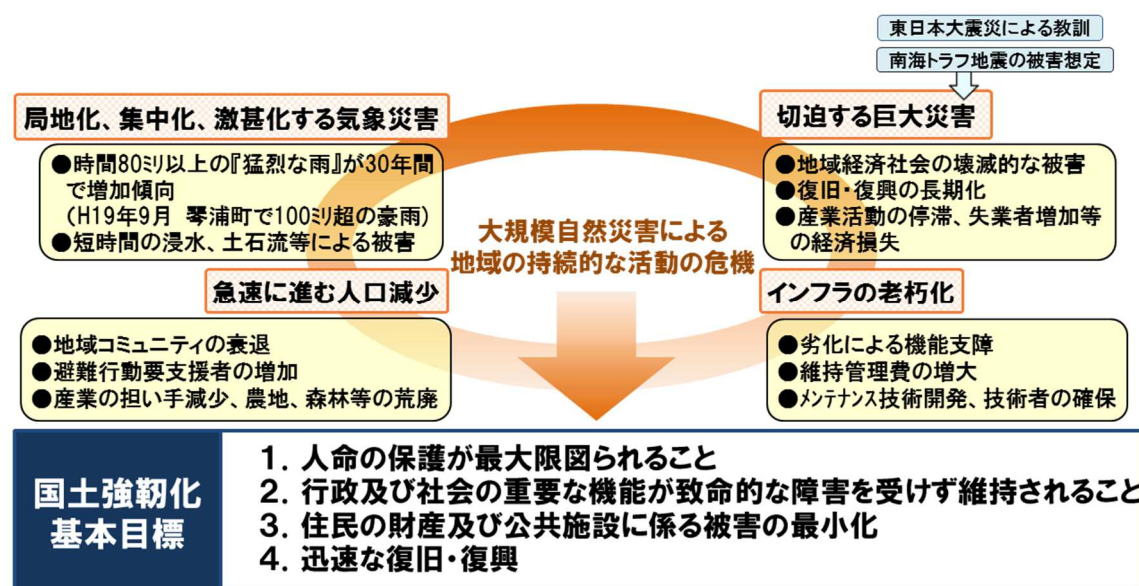 東日本大震災による教訓
南海トラフ地震の被害想定
局地化、集中化、激甚化する気象災害
●時間80ﾐﾘ以上の『猛烈な雨』が30年間
で増加傾向
(H19年9月 琴浦町で100ﾐﾘ超の豪雨)
●短時間の浸水、土石流等による被害
切迫する巨大災害
●地域経済社会の壊滅的な被害
●復旧・復興の長期化
●産業活動の停滞、失業者増加等
の経済損失
大規模自然災害による
地域の持続的な活動の危機
急速に進む人口減少
●地域コミュニティの衰退
●避難行動要支援者の増加
●産業の担い手減少、農地、森林等の荒廃
インフラの老朽化
●劣化による機能支障
●維持管理費の増大
●ﾒﾝﾃﾅﾝｽ技術開発、技術者の確保
国土強靭化
基本目標
1. 人命の保護が最大限図られること
2. 行政及び社会の重要な機能が致命的な障害を受けず維持されること
3. 住民の財産及び公共施設に係る被害の最小化
4. 迅速な復旧・復興